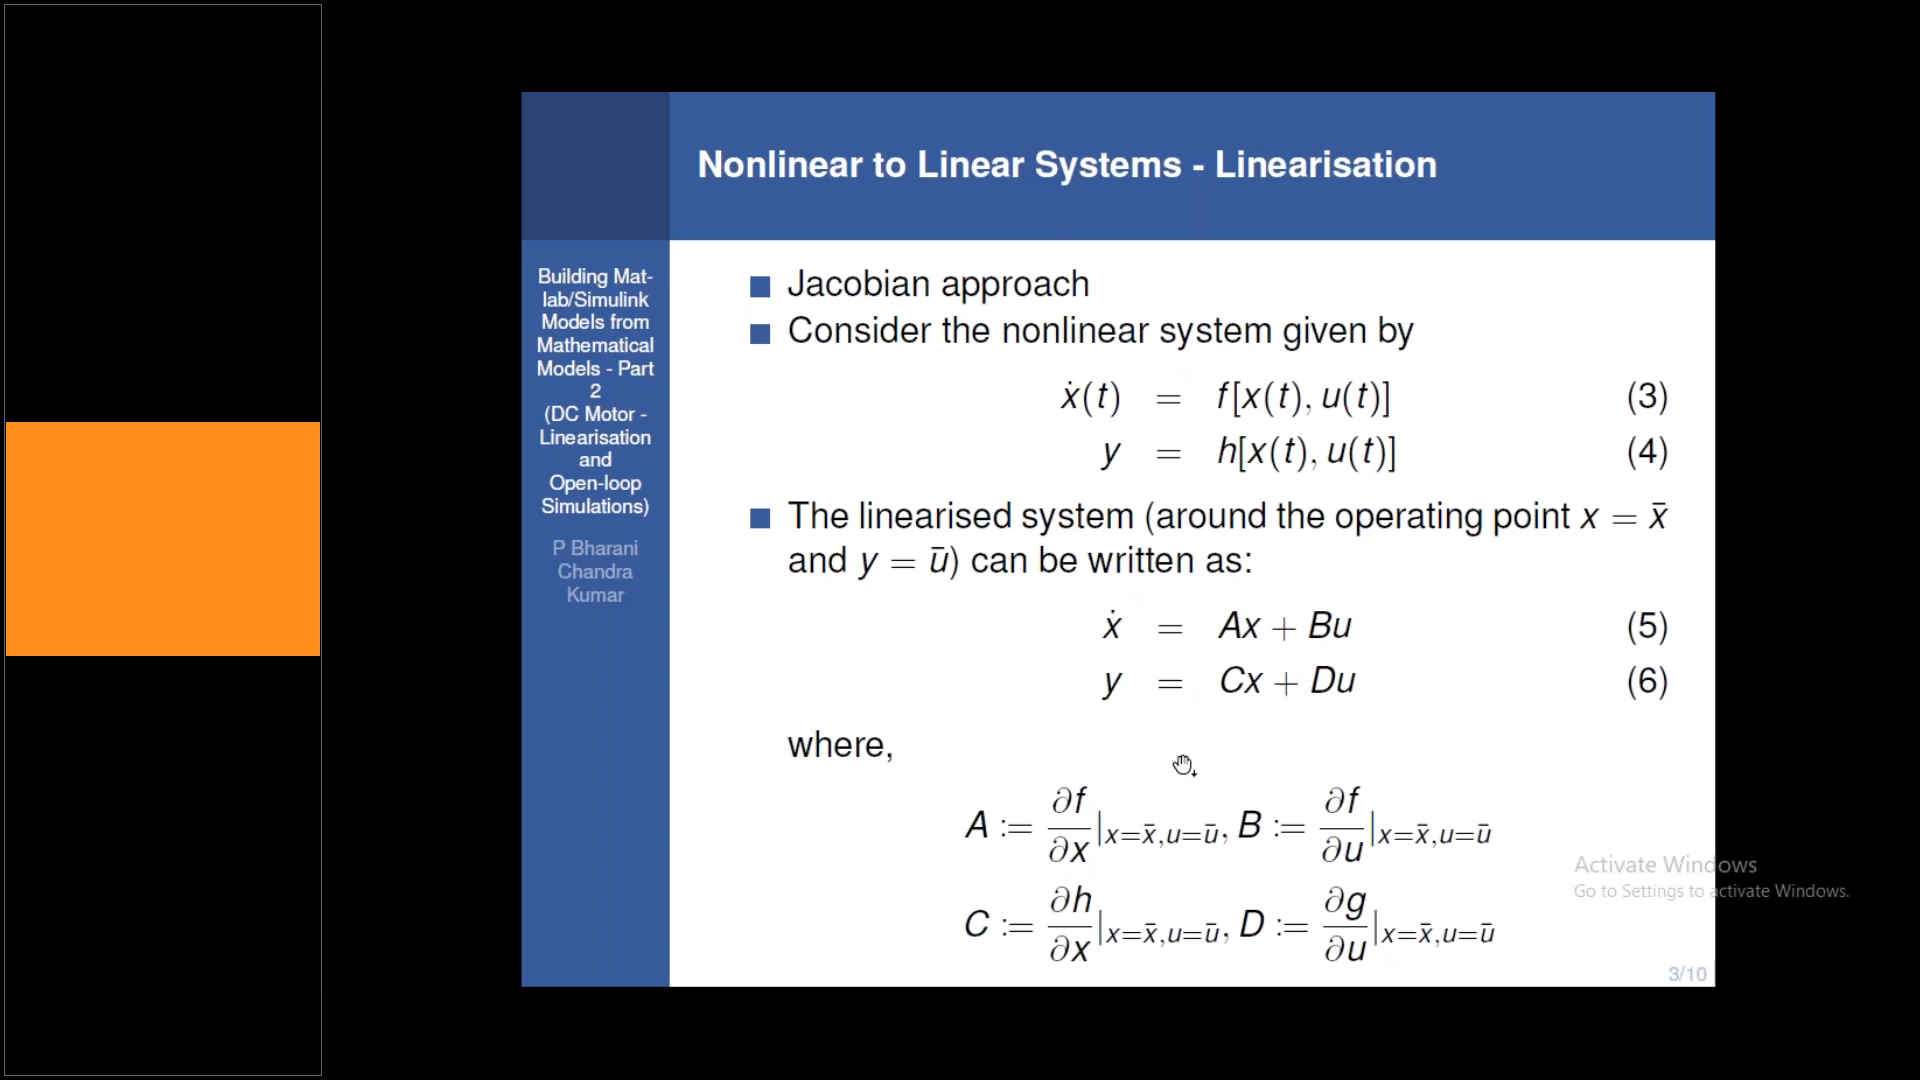 Nonlinear to Linear Systems - Linearisation
Building Mat-
lab/Simulink
Models from
Mathematical
Models - Part
2
(DC Motor -
Linearisation
and
Open-loop
Simulations)
P Bharani
Chandra
Kumar
Jacobian approach
Consider the nonlinear system given by
ẋ(t) = f[x(t), u(t)] (3)
y = h[x(t), u(t)] (4)
The linearised system (around the operating point x = x̄
and y = ū) can be written as:
ẋ = Ax + Bu (5)
y = Cx + Du (6)
where,
A := ∂f/∂x |x=x̄,u=ū, B := ∂f/∂u |x=x̄,u=ū
C := ∂h/∂x |x=x̄,u=ū, D := ∂g/∂u |x=x̄,u=ū
Activate Windows
Go to Settings to activate Windows.
3/10